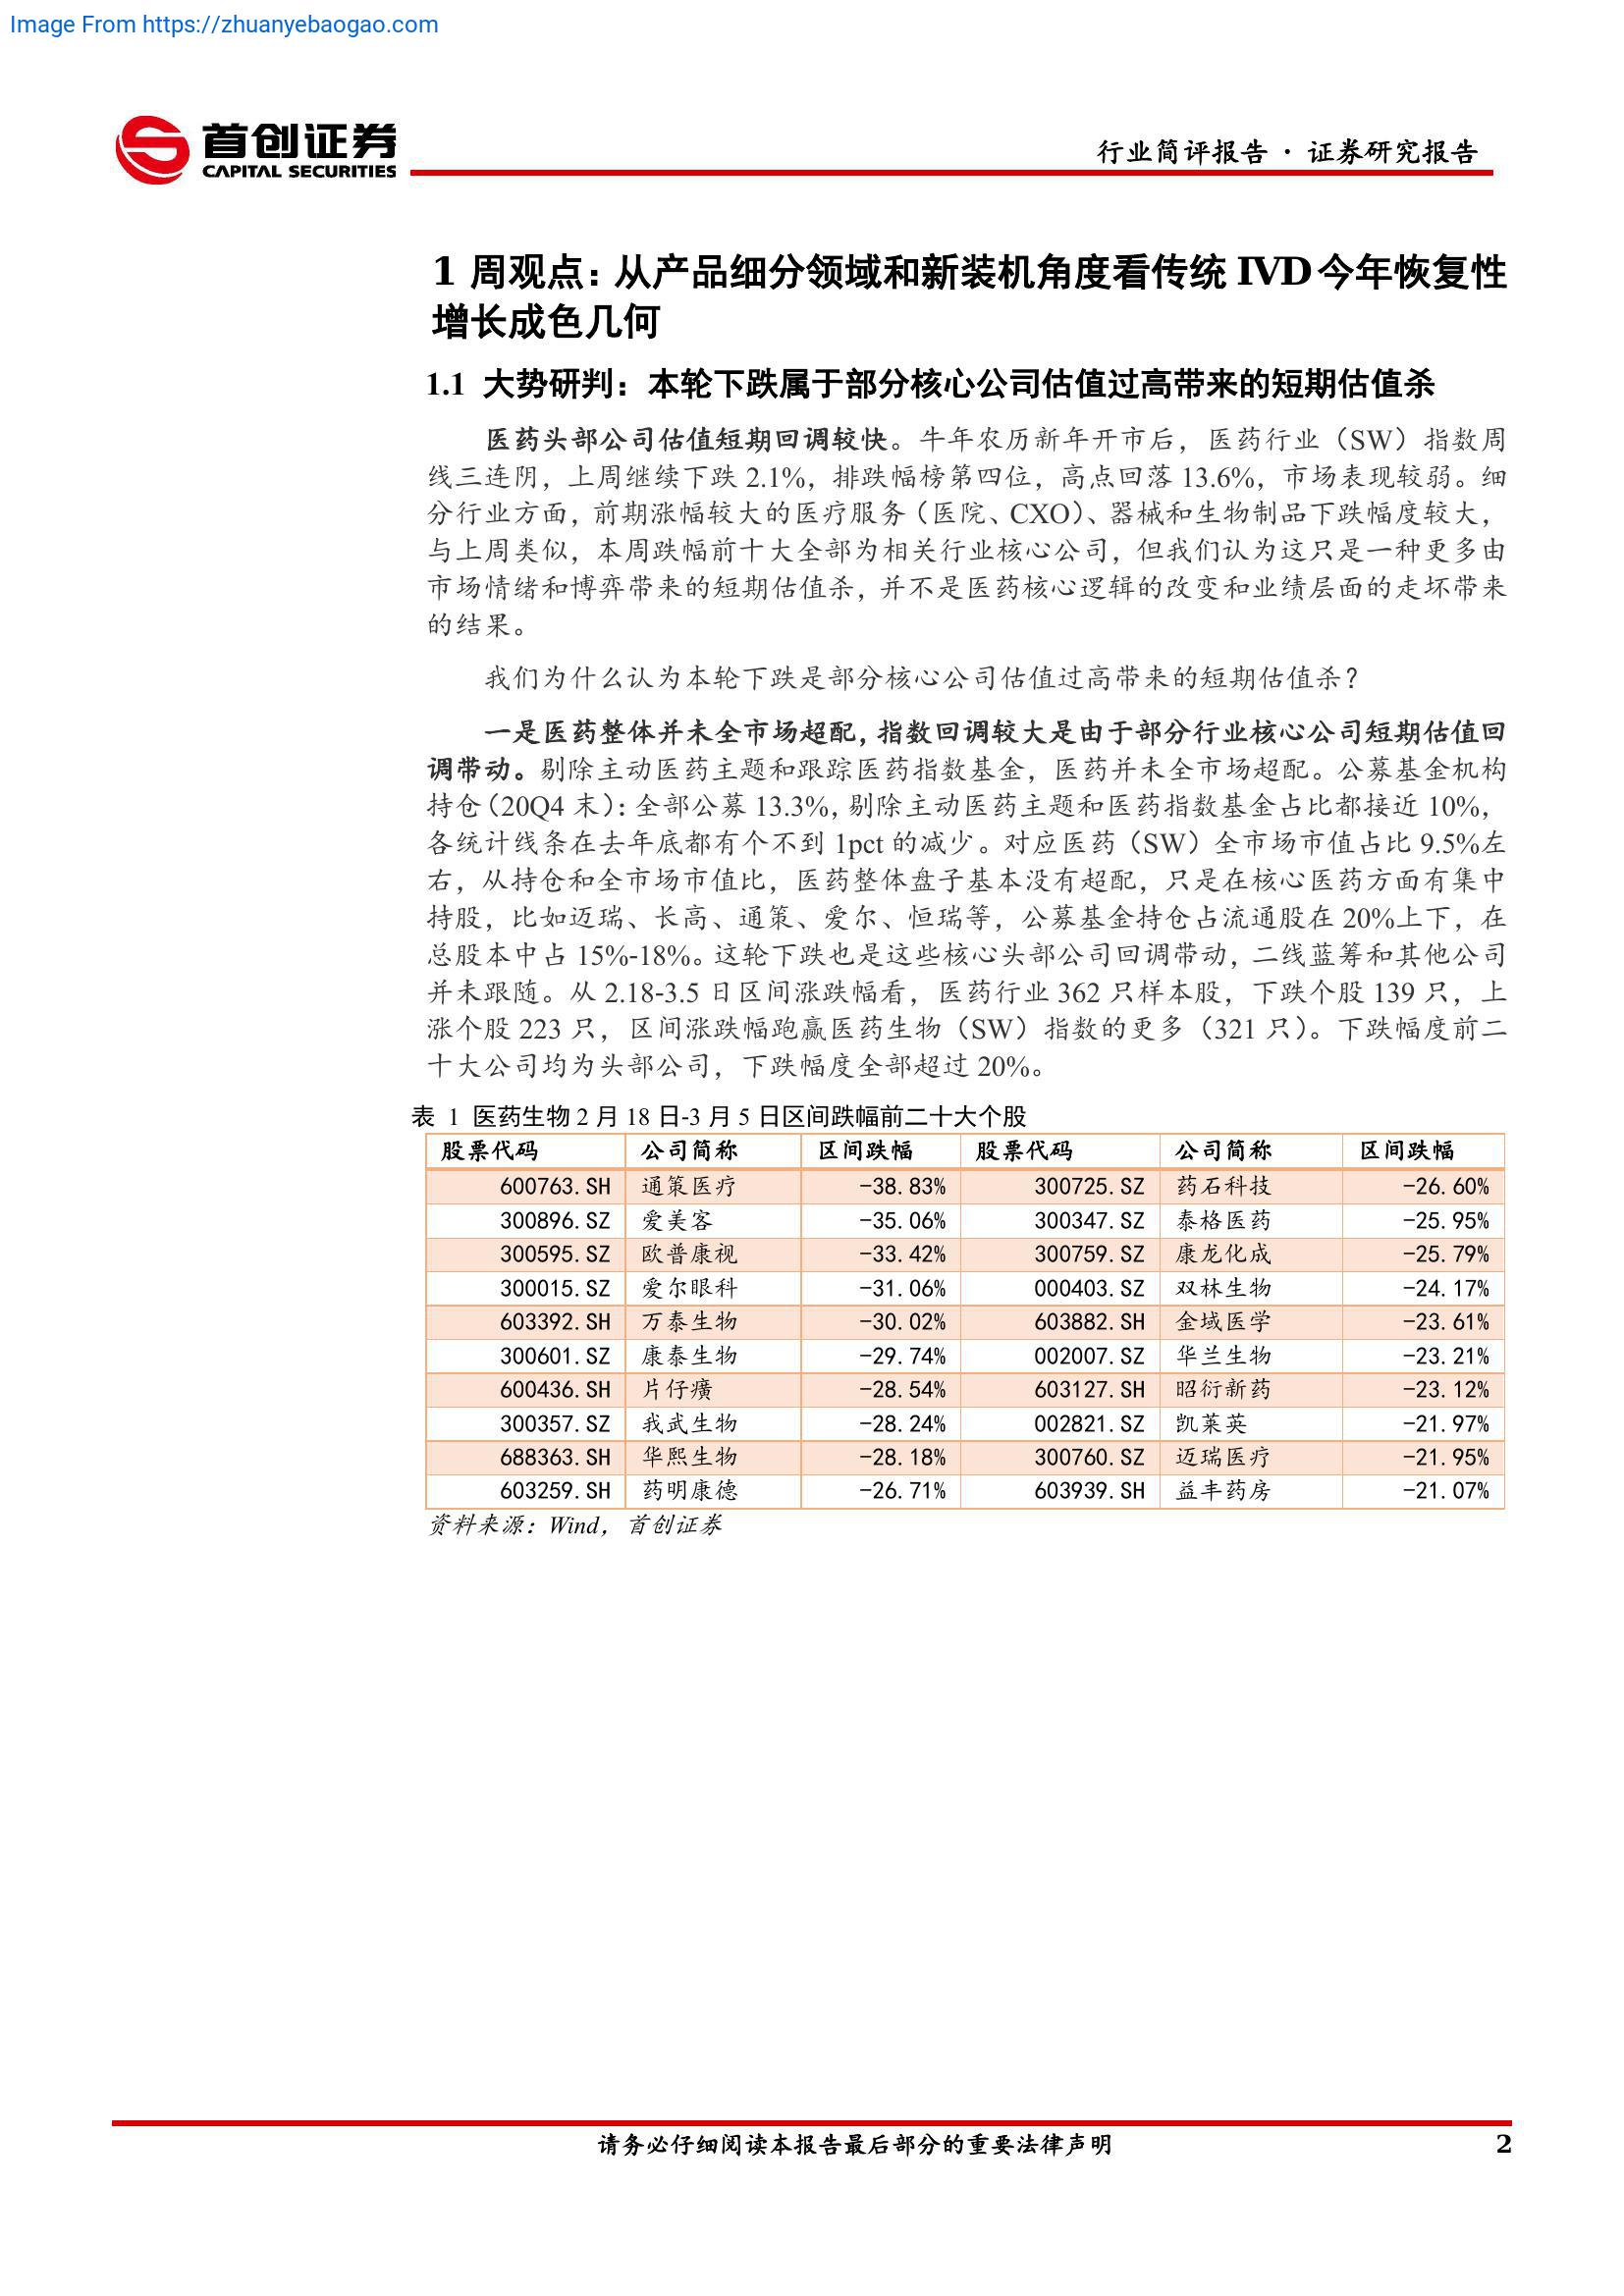 Image From https://zhuanyebaogao.com
首创证券
CAPITAL SECURITIES
行业简评报告 · 证券研究报告
1 周观点：从产品细分领域和新装机角度看传统 IVD 今年恢复性
增长成色几何
1.1 大势研判：本轮下跌属于部分核心公司估值过高带来的短期估值杀
医药头部公司估值短期回调较快。牛年农历新年开市后，医药行业（SW）指数周
线三连阴，上周继续下跌 2.1%，排跌幅榜第四位，高点回落 13.6%，市场表现较弱。细
分行业方面，前期涨幅较大的医疗服务（医院、CXO）、器械和生物制品下跌幅度较大，
与上周类似，本周跌幅前十大全部为相关行业核心公司，但我们认为这只是一种更多由
市场情绪和博弈带来的短期估值杀，并不是医药核心逻辑的改变和业绩层面的走坏带来
的结果。
我们为什么认为本轮下跌是部分核心公司估值过高带来的短期估值杀？
一是医药整体并未全市场超配，指数回调较大是由于部分行业核心公司短期估值回
调带动。剔除主动医药主题和跟踪医药指数基金，医药并未全市场超配。公募基金机构
持仓（20Q4 末）：全部公募 13.3%，剔除主动医药主题和医药指数基金占比都接近 10%，
各统计线条在去年底都有个不到 1pct 的减少。对应医药（SW）全市场市值占比 9.5%左
右，从持仓和全市场市值比，医药整体盘子基本没有超配，只是在核心医药方面有集中
持股，比如迈瑞、长高、通策、爱尔、恒瑞等，公募基金持仓占流通股在 20%上下，在
总股本中占 15%-18%。这轮下跌也是这些核心头部公司回调带动，二线蓝筹和其他公司
并未跟随。从 2.18-3.5 日区间涨跌幅看，医药行业 362 只样本股，下跌个股 139 只，上
涨个股 223 只，区间涨跌幅跑赢医药生物（SW）指数的更多（321 只）。下跌幅度前二
十大公司均为头部公司，下跌幅度全部超过 20%。
表 1 医药生物 2 月 18 日-3 月 5 日区间跌幅前二十大个股
股票代码 公司简称 区间跌幅 股票代码 公司简称 区间跌幅
600763.SH 通策医疗 -38.83% 300725.SZ 药石科技 -26.60%
300896.SZ 爱美客 -35.06% 300347.SZ 泰格医药 -25.95%
300595.SZ 欧普康视 -33.42% 300759.SZ 康龙化成 -25.79%
300015.SZ 爱尔眼科 -31.06% 000403.SZ 双林生物 -24.17%
603392.SH 万泰生物 -30.02% 603882.SH 金域医学 -23.61%
300601.SZ 康泰生物 -29.74% 002007.SZ 华兰生物 -23.21%
600436.SH 片仔癀 -28.54% 603127.SH 昭衍新药 -23.12%
300357.SZ 我武生物 -28.24% 002821.SZ 凯莱英 -21.97%
688363.SH 华熙生物 -28.18% 300760.SZ 迈瑞医疗 -21.95%
603259.SH 药明康德 -26.71% 603939.SH 益丰药房 -21.07%
资料来源：Wind，首创证券
请务必仔细阅读本报告最后部分的重要法律声明 2